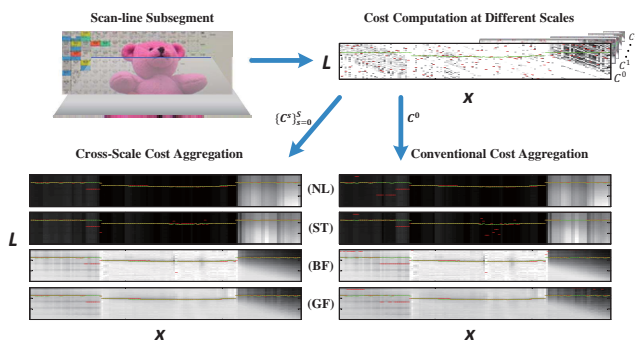 Scan-line Subsegment
Cost Computation at Different Scales
L
C
C¹
C⁰
X
{Cˢ}ˢₛ₌₀
C⁰
Cross-Scale Cost Aggregation
Conventional Cost Aggregation
(NL)
(ST)
L
(BF)
(GF)
X
X